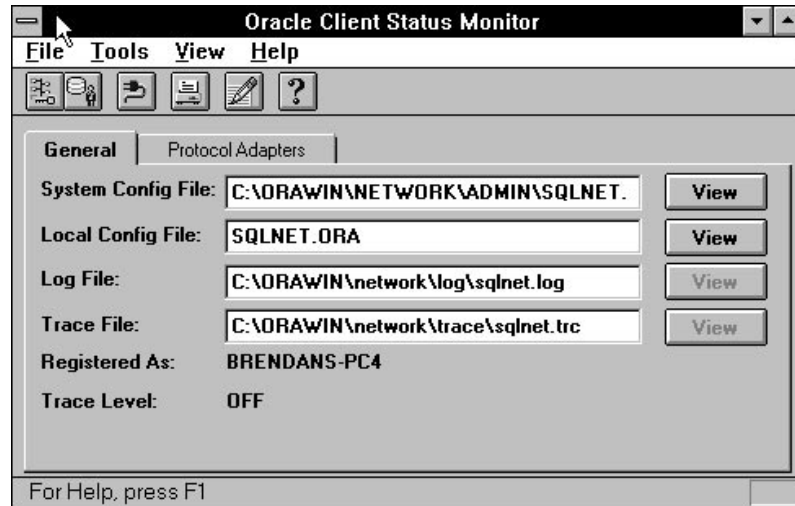 Oracle Client Status Monitor
File Tools View Help
?
General Protocol Adapters
System Config File: C:\ORAWIN\NETWORK\ADMIN\SQLNET. View
Local Config File: SQLNET.ORA View
Log File: C:\ORAWIN\network\log\sqlnet.log View
Trace File: C:\ORAWIN\network\trace\sqlnet.trc View
Registered As: BRENDANS-PC4
Trace Level: OFF
For Help, press F1